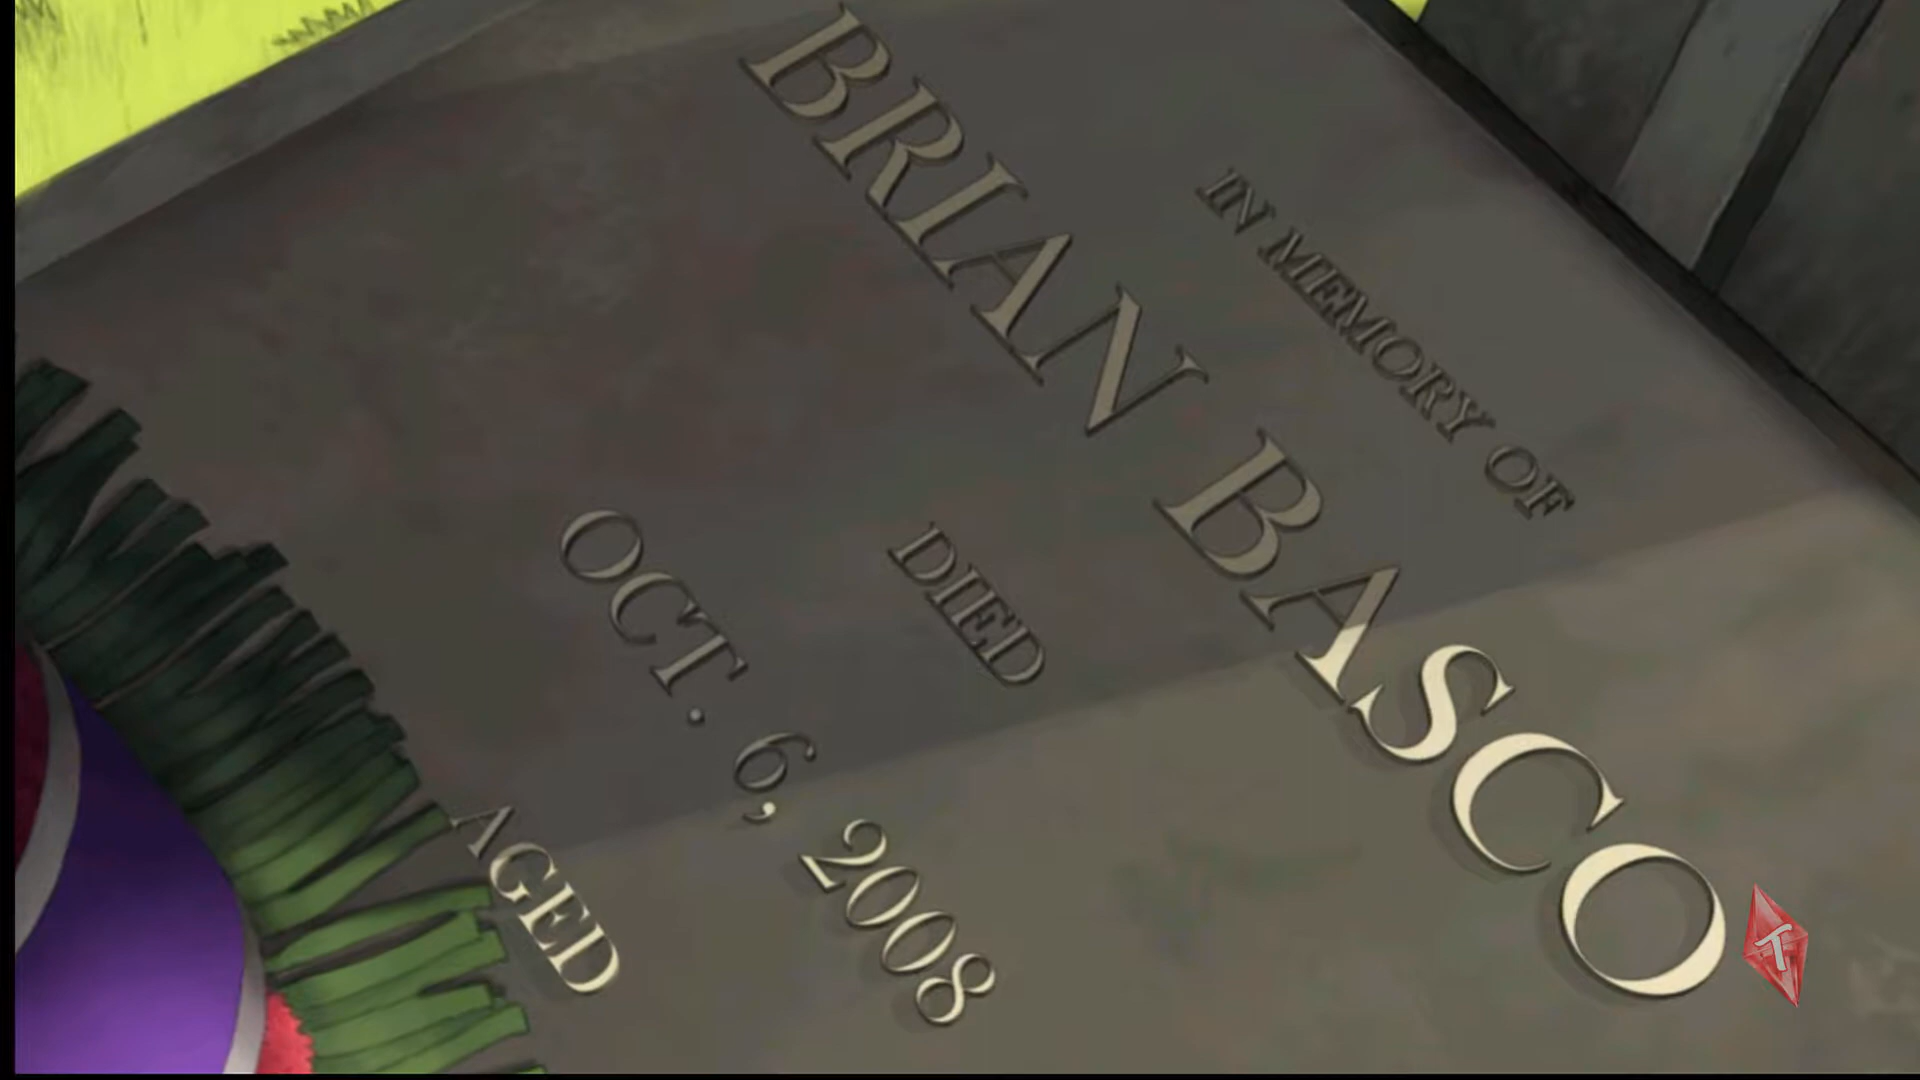 IN MEMORY OF
BRIAN BASCO
DIED
OCT. 6, 2008
AGED
T